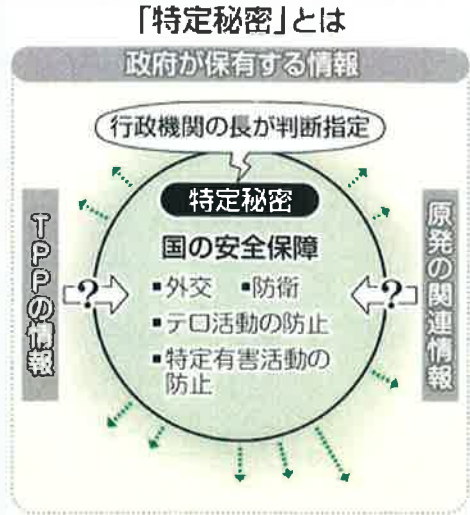 「特定秘密」とは
政府が保有する情報
行政機関の長が判断指定
特定秘密
国の安全保障
▪外交 ▪防衛
▪テロ活動の防止
▪特定有害活動の
防止
TPPの情報
?
?
原発の関連情報